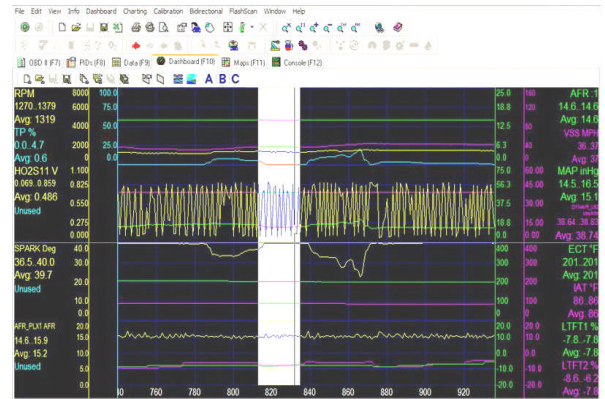 File Edit View Info Dashboard Charting Calibration Bidirectional FlashScan Window Help
OBD II (F7) PIDs (F8) Data (F9) Dashboard (F10) Maps (F11) Console (F12)
A B C
RPM 8000 100 25.0 160 AFR :1
1270..1379 6000 75.0 18.8 120 14.6..14.6
Avg: 1319 4000 50.0 12.5 80 Avg: 14.6
TP % VSS MPH
0.0..4.7 2000 25.0 6.3 40 36..37
Avg: 0.6 0 0.0 0.0 0 Avg: 37
HO2S11 V 1.100 75.0 60.00 MAP inHg
0.069..0.859 0.825 56.3 45.00 14.5..16.5
Avg: 0.486 0.550 37.5 30.00 Avg: 15.1
Unused
0.275 18.8 15.00 38.64..38.83
0.000 0.0 0.00 Avg: 38.74
SPARK Deg 40.0 400 400 ECT °F
36.5..40.0 30.0 300 300 201..201
Avg: 39.7 20.0 200 200 Avg: 201
Unused IAT °F
10.0 100 100 86..86
0.0 0 0 Avg: 86
AFR_PLX1 AFR 20.0 20.0 20.0 LTFT1 %
14.6..15.9 15.0 10.0 10.0 -7.8..-7.8
Avg: 15.2 10.0 0.0 0.0 Avg: -7.8
Unused LTFT2 %
5.0 -10.0 -10.0 -8.6..-6.2
0.0 -20.0 -20.0 Avg: -7.8
760 780 800 820 840 860 880 900 920